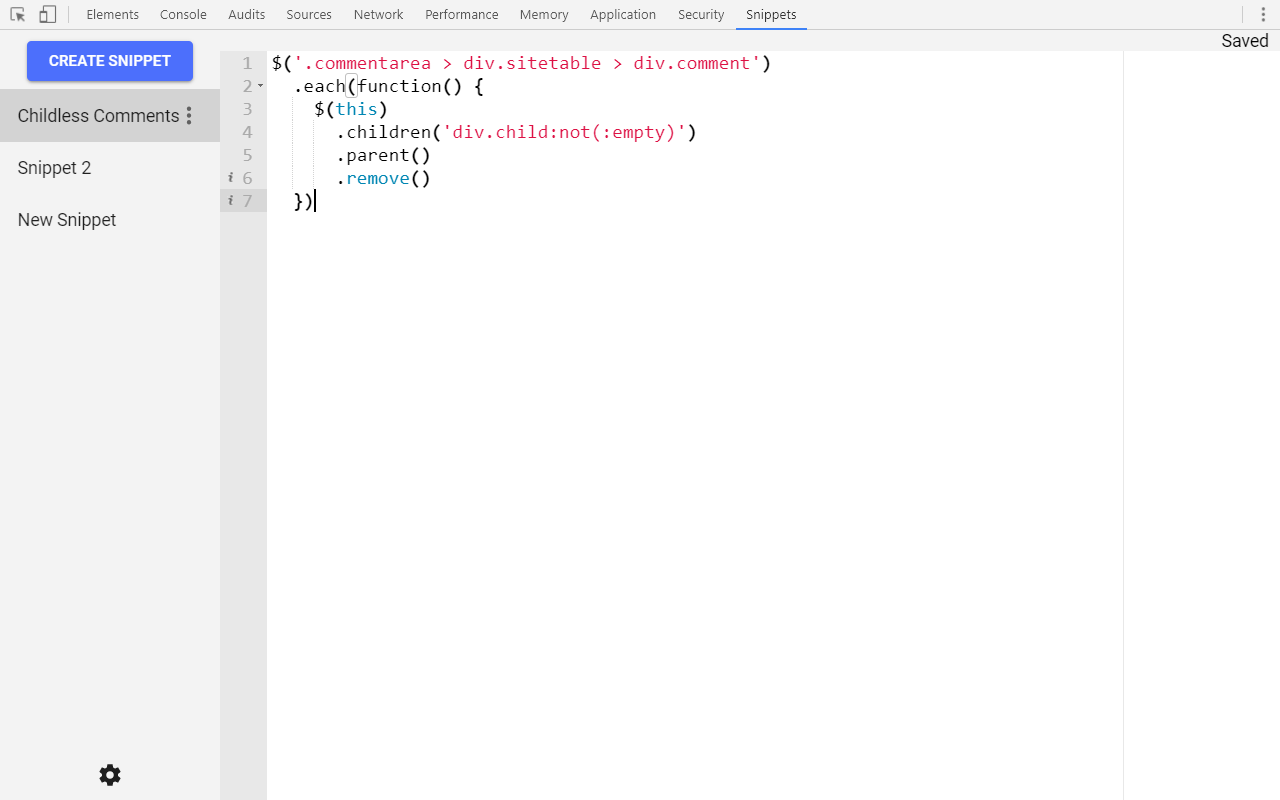 Elements Console Audits Sources Network Performance Memory Application Security Snippets
Saved
CREATE SNIPPET
Childless Comments
Snippet 2
New Snippet
1 $('.commentarea > div.sitetable > div.comment')
2 .each(function() {
3 $(this)
4 .children('div.child:not(:empty)')
5 .parent()
i 6 .remove()
i 7 })